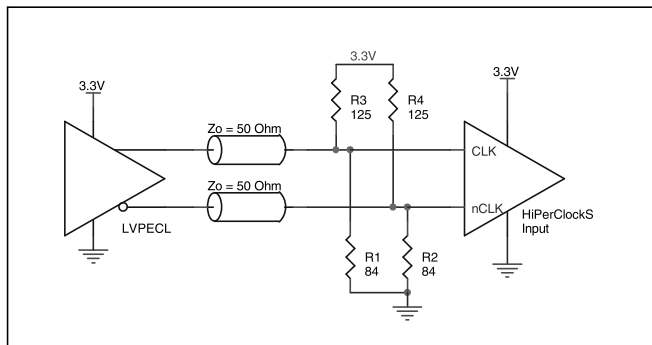 3.3V
3.3V
3.3V
R3
125
R4
125
Zo = 50 Ohm
CLK
Zo = 50 Ohm
nCLK
HiPerClockS
Input
LVPECL
R1
84
R2
84